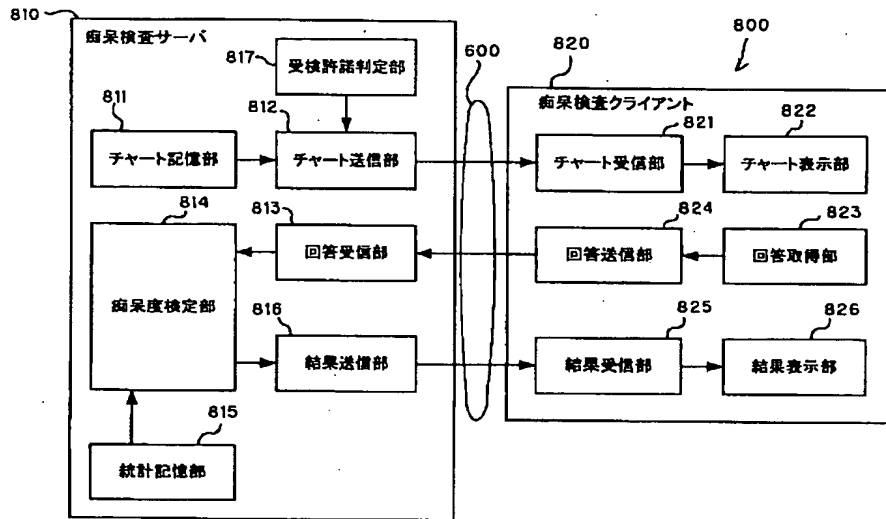 810
痴呆検査サーバ
817
受検許諾判定部
600
820
800
痴呆検査クライアント
811
チャート記憶部
812
チャート送信部
821
チャート受信部
822
チャート表示部
814
痴呆度検定部
813
回答受信部
824
回答送信部
823
回答取得部
816
結果送信部
825
結果受信部
826
結果表示部
815
統計記憶部